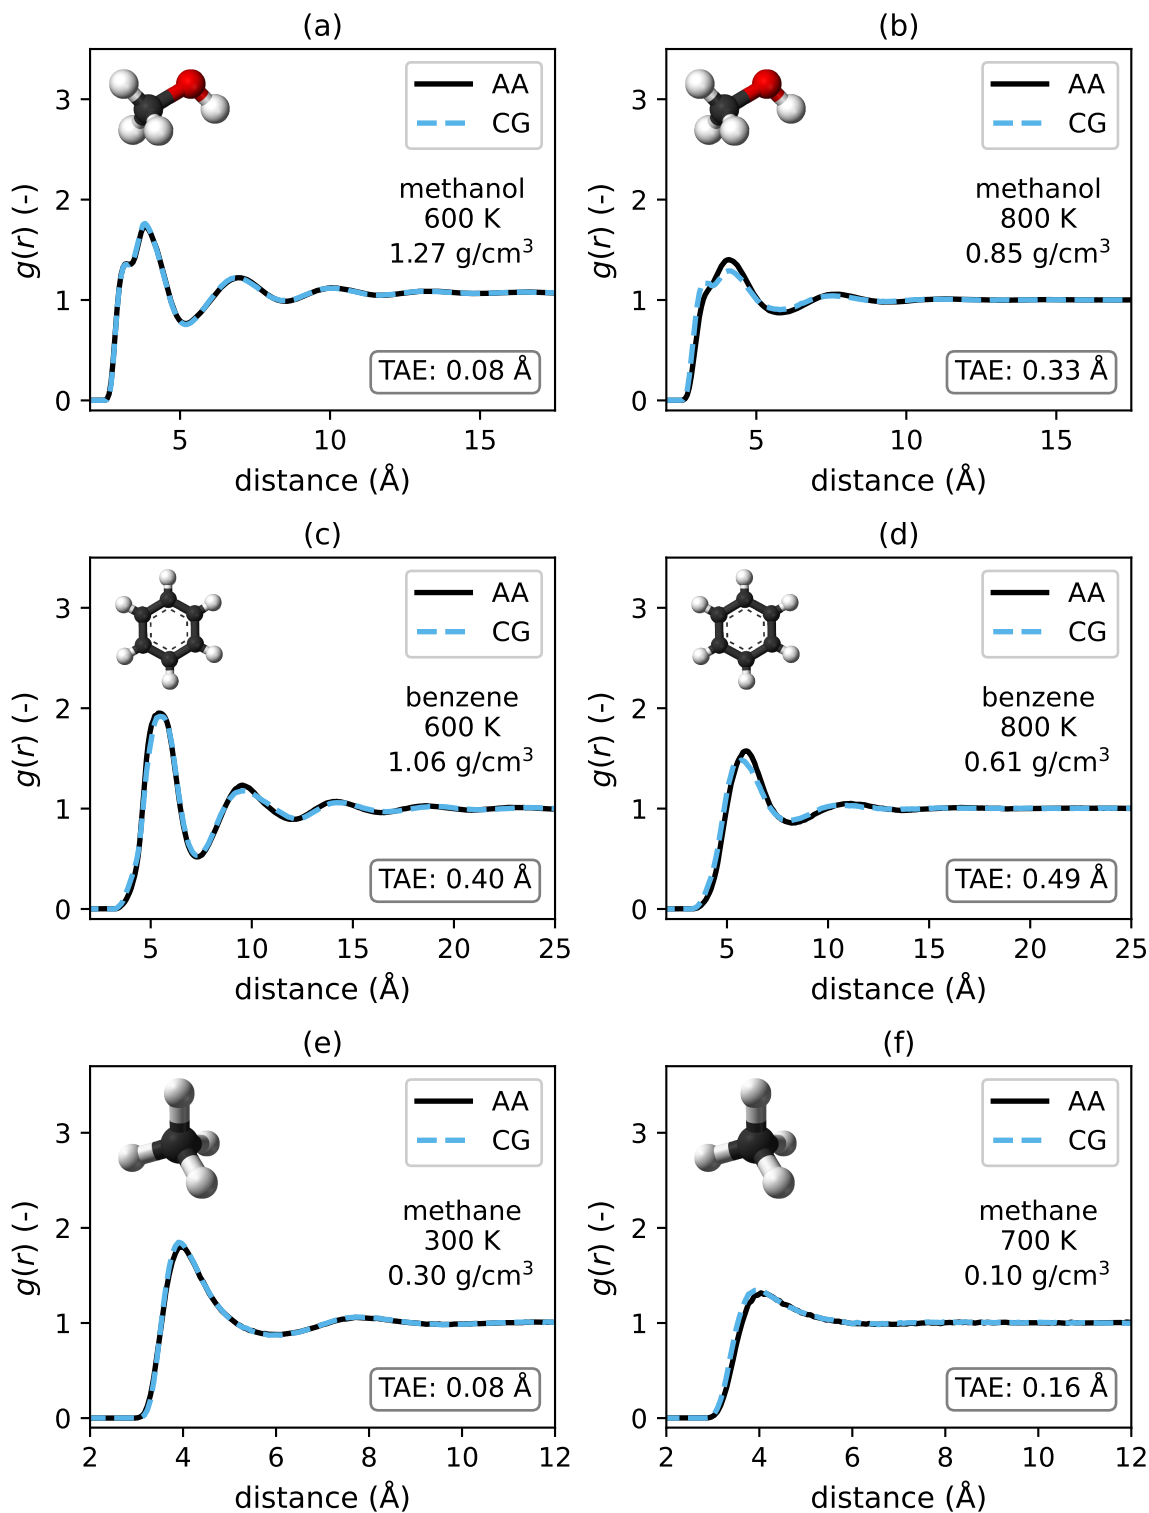 (a)
AA
CG
methanol
600 K
1.27 g/cm³
TAE: 0.08 Å
0
1
2
3
g(r) (-)
5
10
15
distance (Å)
(b)
AA
CG
methanol
800 K
0.85 g/cm³
TAE: 0.33 Å
0
1
2
3
g(r) (-)
5
10
15
distance (Å)
(c)
AA
CG
benzene
600 K
1.06 g/cm³
TAE: 0.40 Å
0
1
2
3
g(r) (-)
5
10
15
20
25
distance (Å)
(d)
AA
CG
benzene
800 K
0.61 g/cm³
TAE: 0.49 Å
0
1
2
3
g(r) (-)
5
10
15
20
25
distance (Å)
(e)
AA
CG
methane
300 K
0.30 g/cm³
TAE: 0.08 Å
0
1
2
3
g(r) (-)
2
4
6
8
10
12
distance (Å)
(f)
AA
CG
methane
700 K
0.10 g/cm³
TAE: 0.16 Å
0
1
2
3
g(r) (-)
2
4
6
8
10
12
distance (Å)